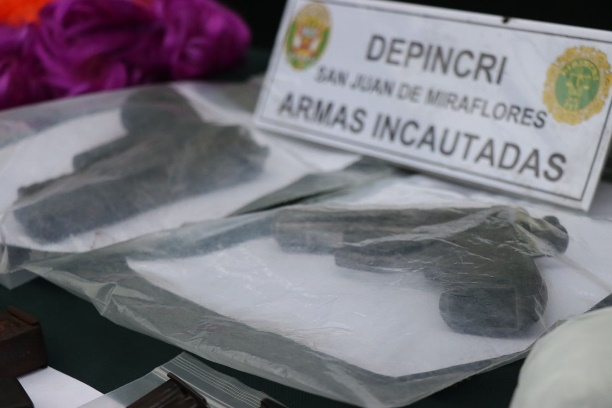 DEPINCRI
SAN JUAN DE MIRAFLORES
ARMAS INCAUTADAS